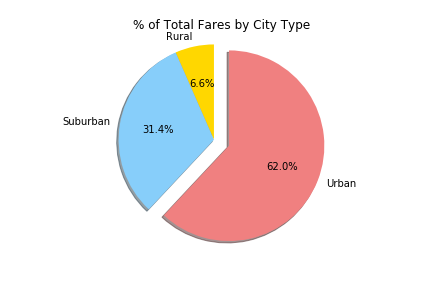 % of Total Fares by City Type
Rural
6.6%
Suburban
31.4%
62.0%
Urban